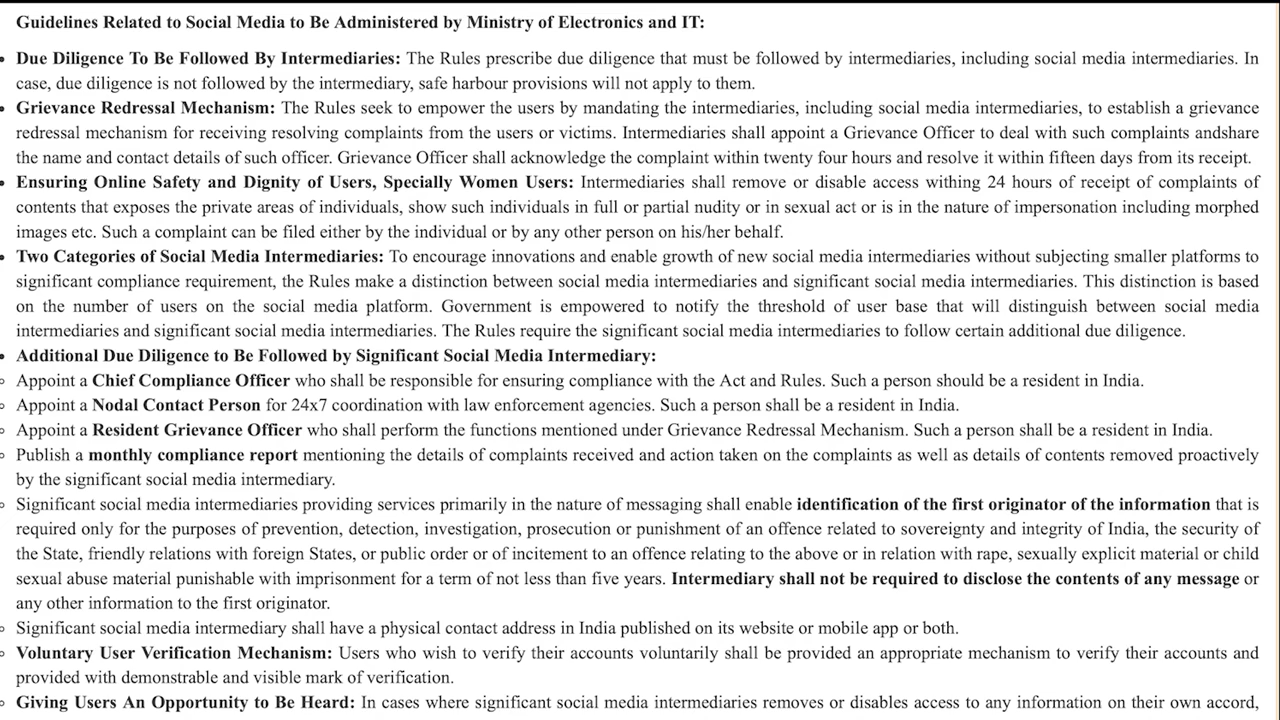 Guidelines Related to Social Media to Be Administered by Ministry of Electronics and IT:
• Due Diligence To Be Followed By Intermediaries: The Rules prescribe due diligence that must be followed by intermediaries, including social media intermediaries. In
case, due diligence is not followed by the intermediary, safe harbour provisions will not apply to them.
• Grievance Redressal Mechanism: The Rules seek to empower the users by mandating the intermediaries, including social media intermediaries, to establish a grievance
redressal mechanism for receiving resolving complaints from the users or victims. Intermediaries shall appoint a Grievance Officer to deal with such complaints andshare
the name and contact details of such officer. Grievance Officer shall acknowledge the complaint within twenty four hours and resolve it within fifteen days from its receipt.
• Ensuring Online Safety and Dignity of Users, Specially Women Users: Intermediaries shall remove or disable access withing 24 hours of receipt of complaints of
contents that exposes the private areas of individuals, show such individuals in full or partial nudity or in sexual act or is in the nature of impersonation including morphed
images etc. Such a complaint can be filed either by the individual or by any other person on his/her behalf.
• Two Categories of Social Media Intermediaries: To encourage innovations and enable growth of new social media intermediaries without subjecting smaller platforms to
significant compliance requirement, the Rules make a distinction between social media intermediaries and significant social media intermediaries. This distinction is based
on the number of users on the social media platform. Government is empowered to notify the threshold of user base that will distinguish between social media
intermediaries and significant social media intermediaries. The Rules require the significant social media intermediaries to follow certain additional due diligence.
• Additional Due Diligence to Be Followed by Significant Social Media Intermediary:
○ Appoint a Chief Compliance Officer who shall be responsible for ensuring compliance with the Act and Rules. Such a person should be a resident in India.
○ Appoint a Nodal Contact Person for 24x7 coordination with law enforcement agencies. Such a person shall be a resident in India.
○ Appoint a Resident Grievance Officer who shall perform the functions mentioned under Grievance Redressal Mechanism. Such a person shall be a resident in India.
○ Publish a monthly compliance report mentioning the details of complaints received and action taken on the complaints as well as details of contents removed proactively
by the significant social media intermediary.
○ Significant social media intermediaries providing services primarily in the nature of messaging shall enable identification of the first originator of the information that is
required only for the purposes of prevention, detection, investigation, prosecution or punishment of an offence related to sovereignty and integrity of India, the security of
the State, friendly relations with foreign States, or public order or of incitement to an offence relating to the above or in relation with rape, sexually explicit material or child
sexual abuse material punishable with imprisonment for a term of not less than five years. Intermediary shall not be required to disclose the contents of any message or
any other information to the first originator.
○ Significant social media intermediary shall have a physical contact address in India published on its website or mobile app or both.
○ Voluntary User Verification Mechanism: Users who wish to verify their accounts voluntarily shall be provided an appropriate mechanism to verify their accounts and
provided with demonstrable and visible mark of verification.
○ Giving Users An Opportunity to Be Heard: In cases where significant social media intermediaries removes or disables access to any information on their own accord,